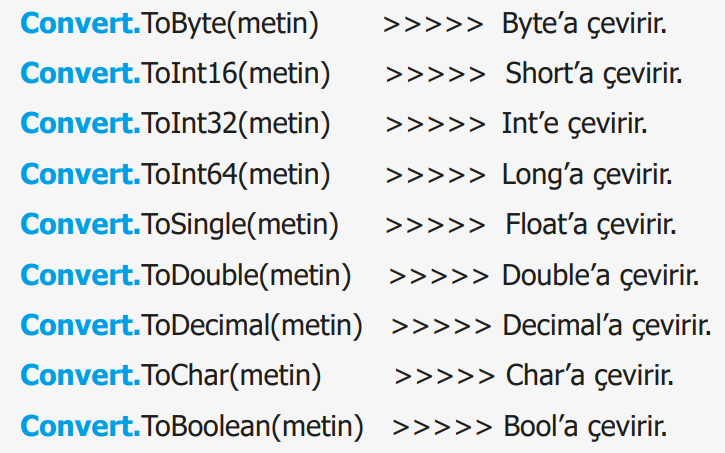 Convert.ToByte(metin) >>>>> Byte’a çevirir.
Convert.ToInt16(metin) >>>>> Short’a çevirir.
Convert.ToInt32(metin) >>>>> Int’e çevirir.
Convert.ToInt64(metin) >>>>> Long’a çevirir.
Convert.ToSingle(metin) >>>>> Float’a çevirir.
Convert.ToDouble(metin) >>>>> Double’a çevirir.
Convert.ToDecimal(metin) >>>>> Decimal’a çevirir.
Convert.ToChar(metin) >>>>> Char’a çevirir.
Convert.ToBoolean(metin) >>>>> Bool’a çevirir.